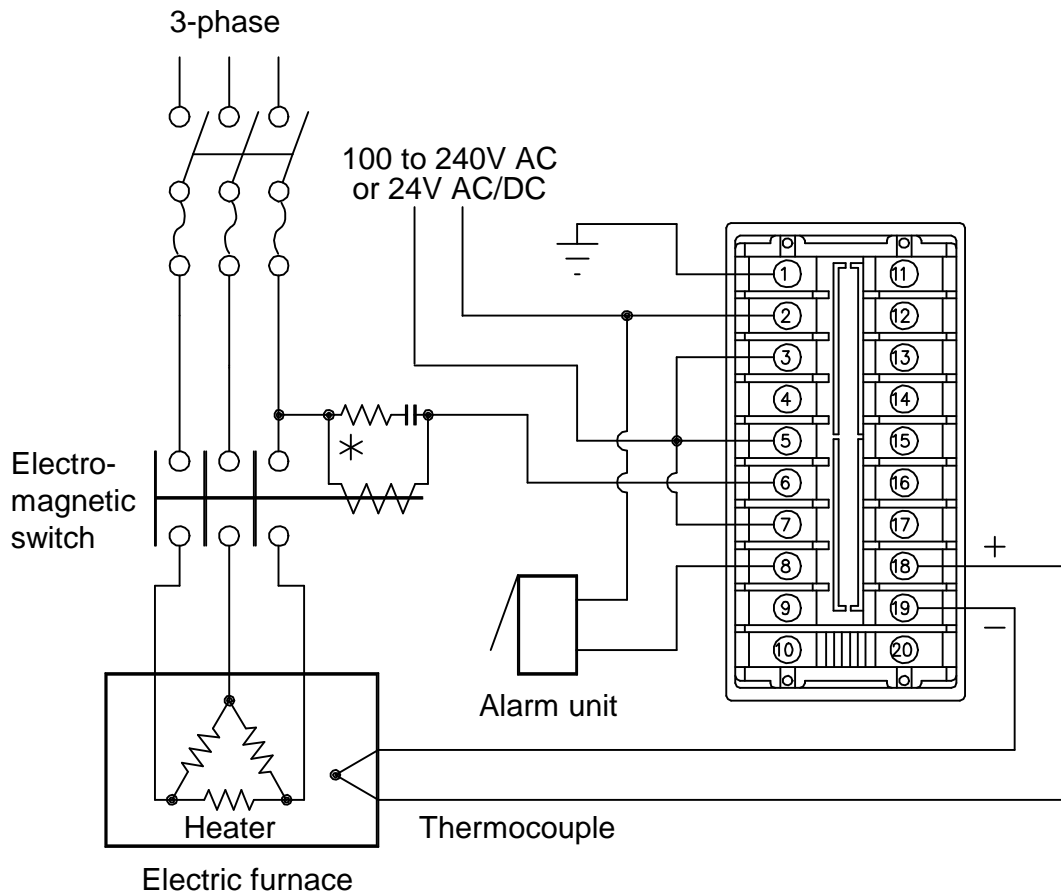 3-phase
100 to 240V AC
or 24V AC/DC
1
11
2
12
3
13
4
14
5
15
Electro-
magnetic
switch
6
16
7
17
+
8
18
9
19
−
10
20
Alarm unit
Heater
Thermocouple
Electric furnace